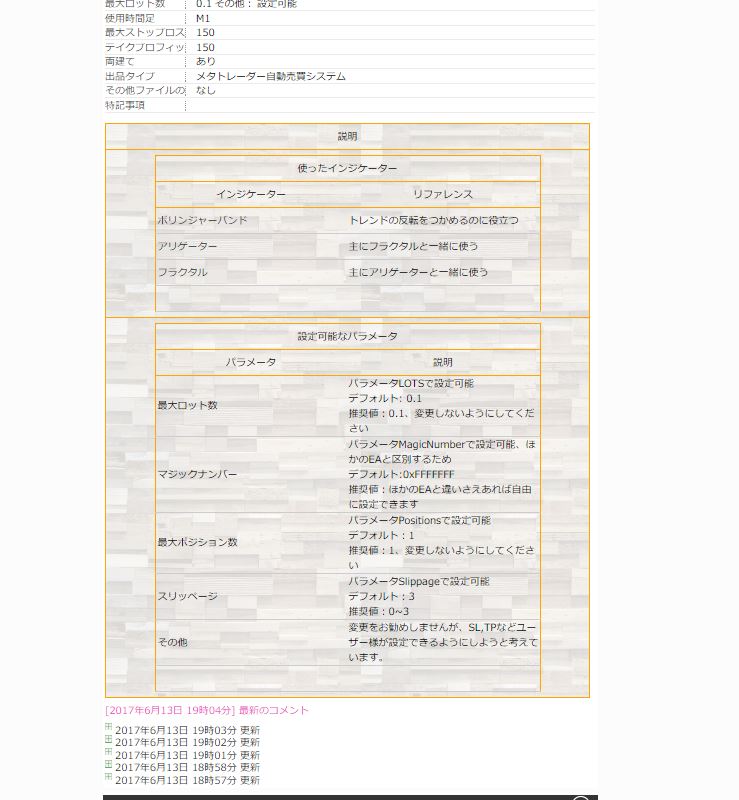 最大ロット数 0.1 その他： 設定可能
使用時間足 M1
最大ストップロス 150
テイクプロフィッ 150
両建て あり
出品タイプ メタトレーダー自動売買システム
その他ファイルの なし
特記事項
説明
使ったインジケーター
インジケーター リファレンス
ボリンジャーバンド トレンドの反転をつかめるのに役立つ
アリゲーター 主にフラクタルと一緒に使う
フラクタル 主にアリゲーターと一緒に使う
設定可能なパラメータ
パラメータ 説明
最大ロット数
パラメータLOTSで設定可能
デフォルト: 0.1
推奨値：0.1、変更しないようにしてくだ
さい
マジックナンバー
パラメータMagicNumberで設定可能、ほ
かのEAと区別するため
デフォルト:0xFFFFFFF
推奨値：ほかのEAと違いさえあれば自由
に設定できます
最大ポジション数
パラメータPositionsで設定可能
デフォルト：1
推奨値：1、変更しないようにしてくださ
い
スリッページ
パラメータSlippageで設定可能
デフォルト：3
推奨値：0~3
その他
変更をお勧めしませんが、SL,TPなどユー
ザー様が設定できるようにしようと考えて
います。
[2017年6月13日 19時04分] 最新のコメント
2017年6月13日 19時03分 更新
2017年6月13日 19時02分 更新
2017年6月13日 19時01分 更新
2017年6月13日 18時58分 更新
2017年6月13日 18時57分 更新